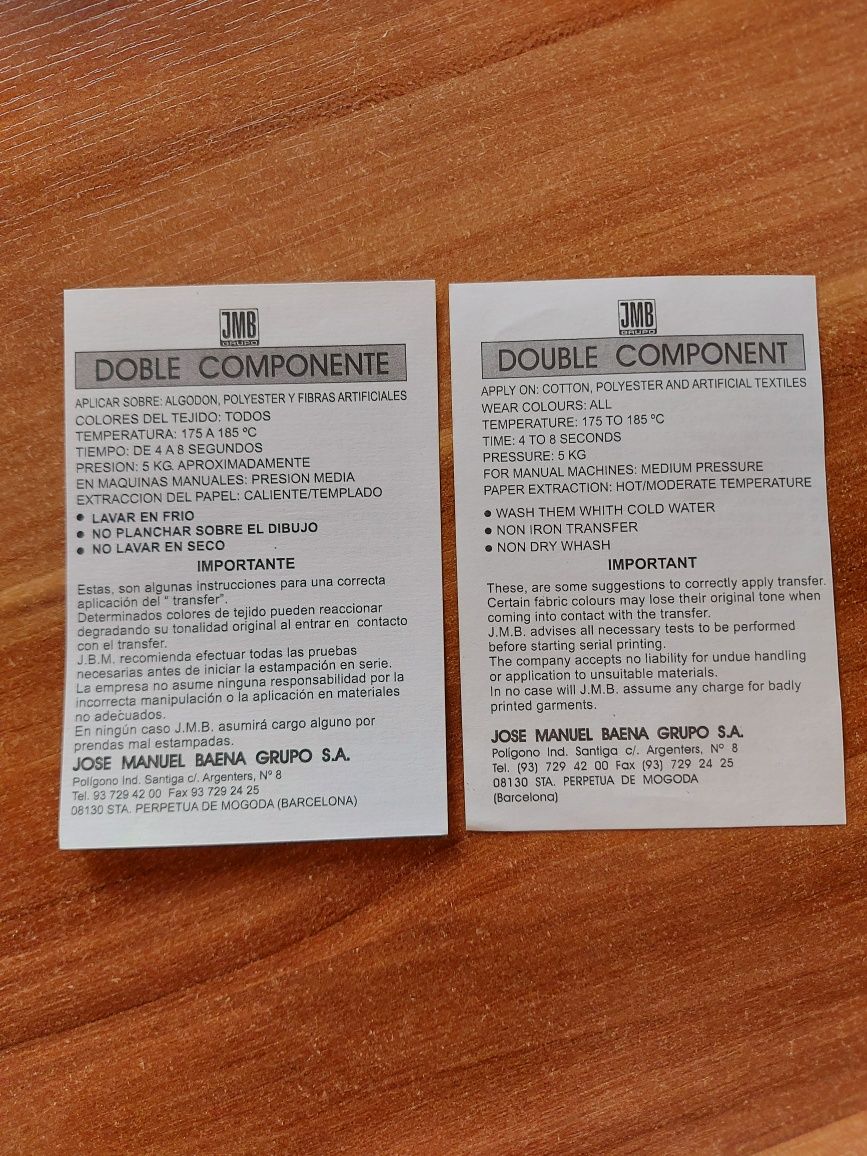 JMB
GRUPO
DOBLE COMPONENTE
APLICAR SOBRE: ALGODON, POLYESTER Y FIBRAS ARTIFICIALES
COLORES DEL TEJIDO: TODOS
TEMPERATURA: 175 A 185 ºC
TIEMPO: DE 4 A 8 SEGUNDOS
PRESION: 5 KG. APROXIMADAMENTE
EN MAQUINAS MANUALES: PRESION MEDIA
EXTRACCION DEL PAPEL: CALIENTE/TEMPLADO
• LAVAR EN FRIO
• NO PLANCHAR SOBRE EL DIBUJO
• NO LAVAR EN SECO
IMPORTANTE
Estas, son algunas instrucciones para una correcta
aplicación del " transfer".
Determinados colores de tejido pueden reaccionar
degradando su tonalidad original al entrar en contacto
con el transfer.
J.B.M. recomienda efectuar todas las pruebas
necesarias antes de iniciar la estampación en serie.
La empresa no asume ninguna responsabilidad por la
incorrecta manipulación o la aplicación en materiales
no adecuados.
En ningún caso J.M.B. asumirá cargo alguno por
prendas mal estampadas.
JOSE MANUEL BAENA GRUPO S.A.
Polígono Ind. Santiga c/. Argenters, Nº 8
Tel. 93 729 42 00 Fax 93 729 24 25
08130 STA. PERPETUA DE MOGODA (BARCELONA)
JMB
GRUPO
DOUBLE COMPONENT
APPLY ON: COTTON, POLYESTER AND ARTIFICIAL TEXTILES
WEAR COLOURS: ALL
TEMPERATURE: 175 TO 185 ºC
TIME: 4 TO 8 SECONDS
PRESSURE: 5 KG
FOR MANUAL MACHINES: MEDIUM PRESSURE
PAPER EXTRACTION: HOT/MODERATE TEMPERATURE
• WASH THEM WHITH COLD WATER
• NON IRON TRANSFER
• NON DRY WHASH
IMPORTANT
These, are some suggestions to correctly apply transfer.
Certain fabric colours may lose their original tone when
coming into contact with the transfer.
J.M.B. advises all necessary tests to be performed
before starting serial printing.
The company accepts no liability for undue handling
or application to unsuitable materials.
In no case will J.M.B. assume any charge for badly
printed garments.
JOSE MANUEL BAENA GRUPO S.A.
Polígono Ind. Santiga c/. Argenters, Nº 8
Tel. (93) 729 42 00 Fax (93) 729 24 25
08130 STA. PERPETUA DE MOGODA
(Barcelona)